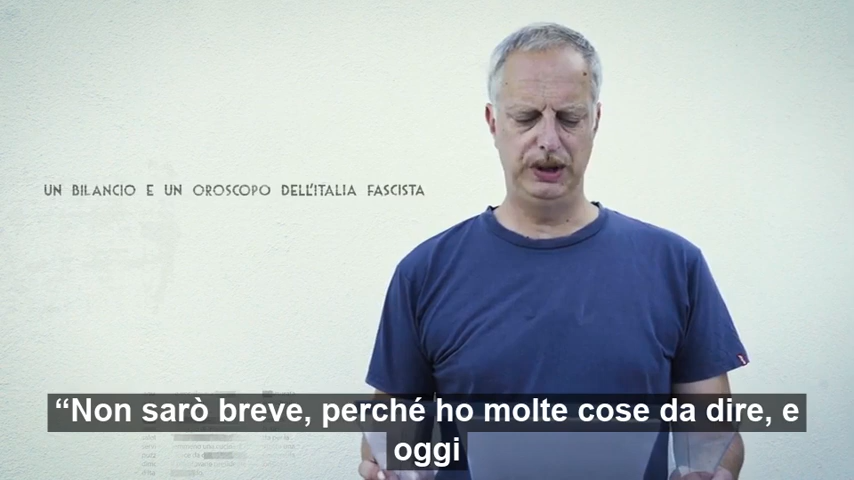 UN BILANCIO E UN OROSCOPO DELL'ITALIA FASCISTA
“Non sarò breve, perché ho molte cose da dire, e
oggi